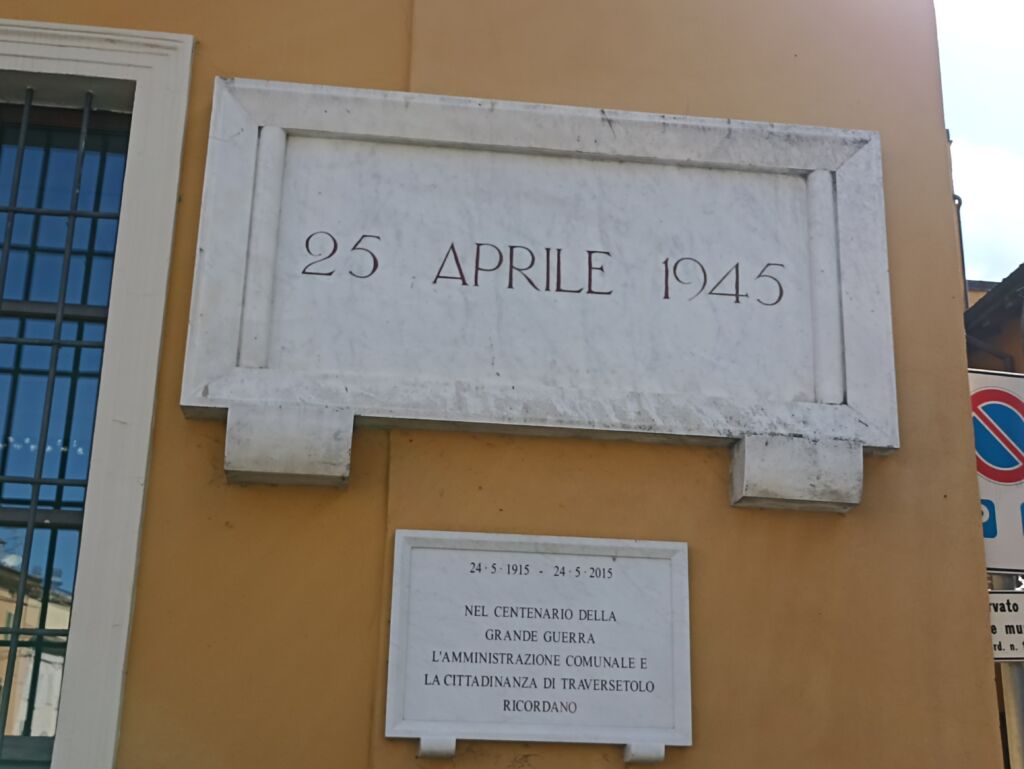 25 APRILE 1945
24·5·1915 - 24·5·2015
NEL CENTENARIO DELLA
GRANDE GUERRA
L'AMMINISTRAZIONE COMUNALE E
LA CITTADINANZA DI TRAVERSETOLO
RICORDANO